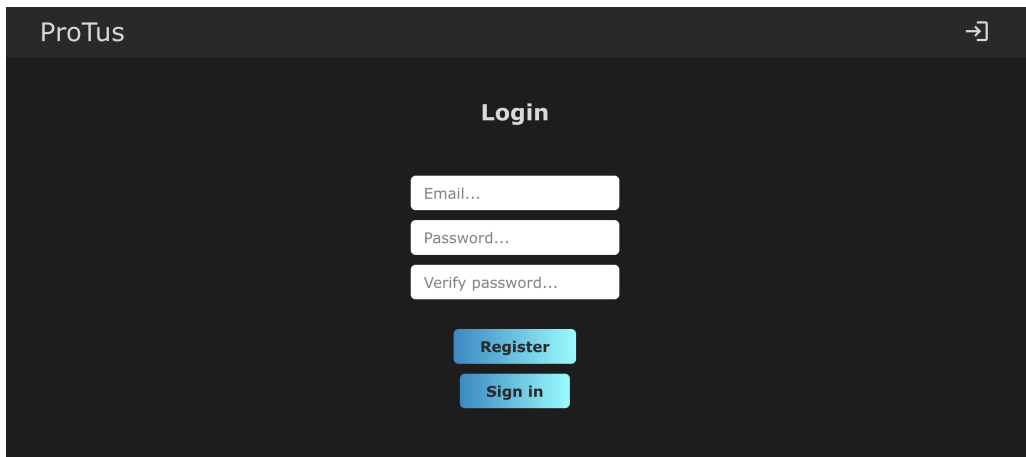 ProTus
Login
Email...
Password...
Verify password...
Register
Sign in